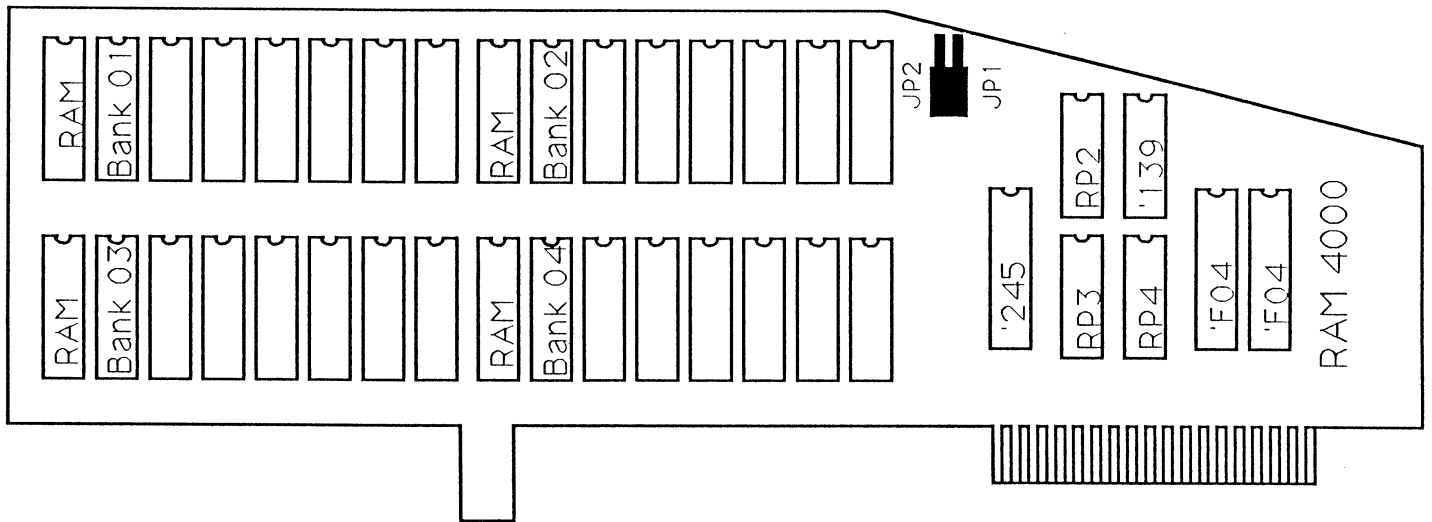 RAM
Bank 01
RAM
Bank 02
JP2
JP1
RP2
'139
RAM
Bank 03
RAM
Bank 04
'245
RP3
RP4
'F04
'F04
RAM 4000